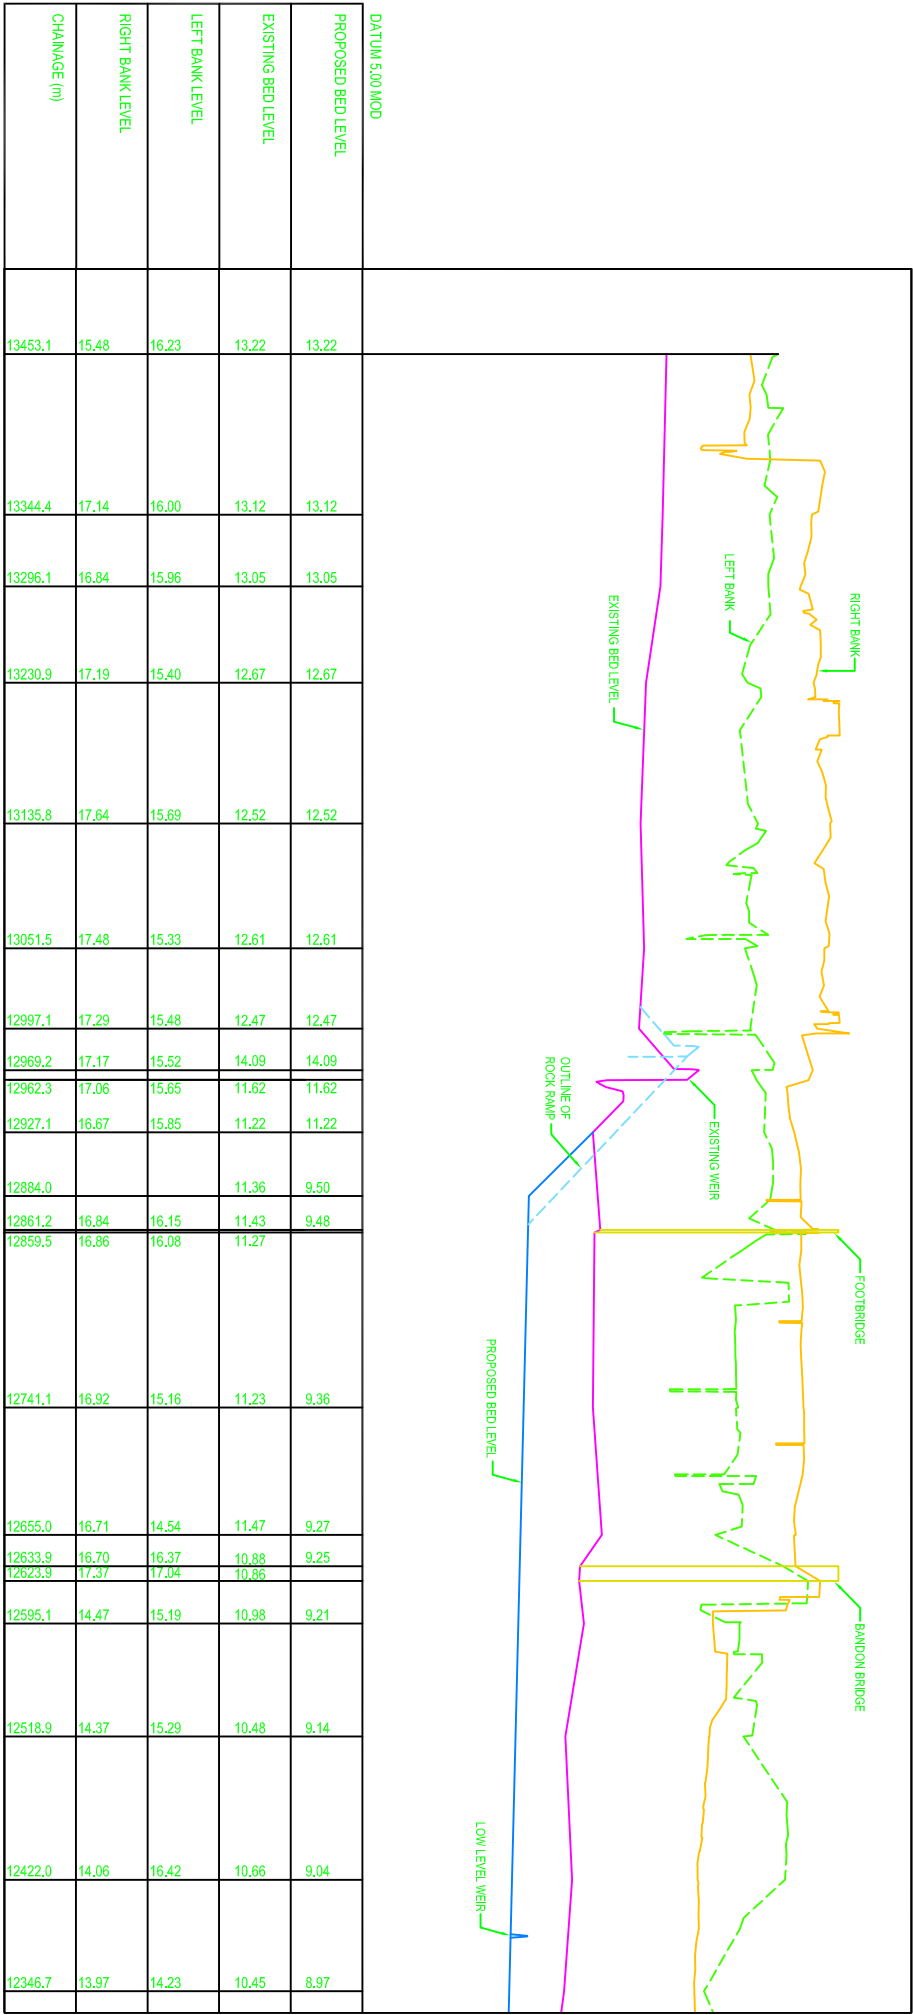 DATUM 5.00 MOD
PROPOSED BED LEVEL
13.22 13.12 13.05 12.67 12.52 12.61 12.47 14.09 11.62 11.22 9.50 9.48 9.36 9.27 9.25 9.21 9.14 9.04 8.97
EXISTING BED LEVEL
13.22 13.12 13.05 12.67 12.52 12.61 12.47 14.09 11.62 11.22 11.36 11.43 11.27 11.23 11.47 10.88 10.86 10.98 10.48 10.66 10.45
LEFT BANK LEVEL
16.23 16.00 15.96 15.40 15.69 15.33 15.48 15.52 15.65 15.85 16.15 16.08 15.16 14.54 16.37 17.04 15.19 15.29 16.42 14.23
RIGHT BANK LEVEL
15.48 17.14 16.84 17.19 17.64 17.48 17.29 17.17 17.06 16.67 16.84 16.86 16.92 16.71 16.70 17.37 14.47 14.37 14.06 13.97
CHAINAGE (m)
13453.1 13344.4 13296.1 13230.9 13135.8 13051.5 12997.1 12969.2 12962.3 12927.1 12884.0 12861.2 12859.5 12741.1 12655.0 12633.9 12623.9 12595.1 12518.9 12422.0 12346.7
RIGHT BANK
LEFT BANK
EXISTING BED LEVEL
OUTLINE OF
ROCK RAMP
EXISTING WEIR
FOOTBRIDGE
PROPOSED BED LEVEL
BANDON BRIDGE
LOW LEVEL WEIR